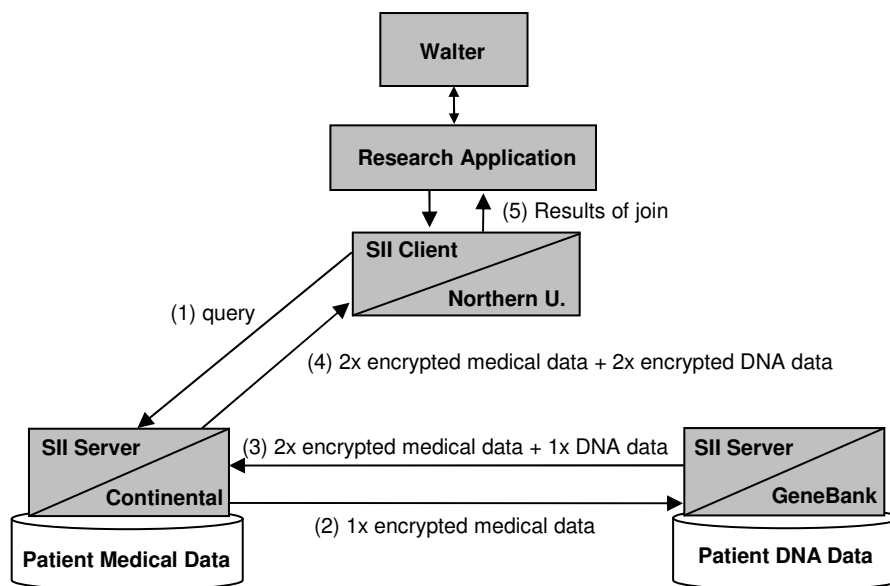 Walter
Research Application
(5) Results of join
SII Client
Northern U.
(1) query
(4) 2x encrypted medical data + 2x encrypted DNA data
SII Server
Continental
(3) 2x encrypted medical data + 1x DNA data
SII Server
GeneBank
(2) 1x encrypted medical data
Patient Medical Data
Patient DNA Data